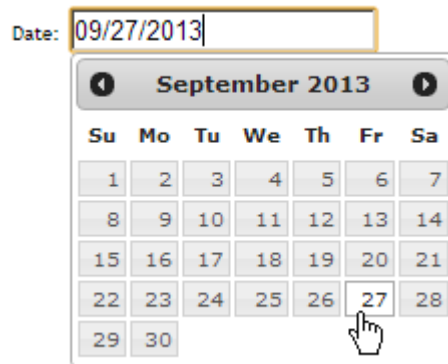 Date: 09/27/2013
September 2013
Su Mo Tu We Th Fr Sa
1 2 3 4 5 6 7
8 9 10 11 12 13 14
15 16 17 18 19 20 21
22 23 24 25 26 27 28
29 30